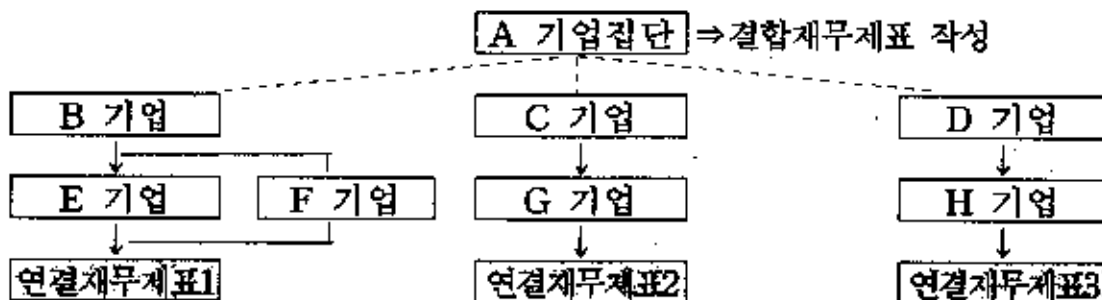 A 기업집단 ⇒결합재무제표 작성
B 기업 C 기업 D 기업
E 기업 F 기업 G 기업 H 기업
연결재무제표1 연결재무제표2 연결재무제표3